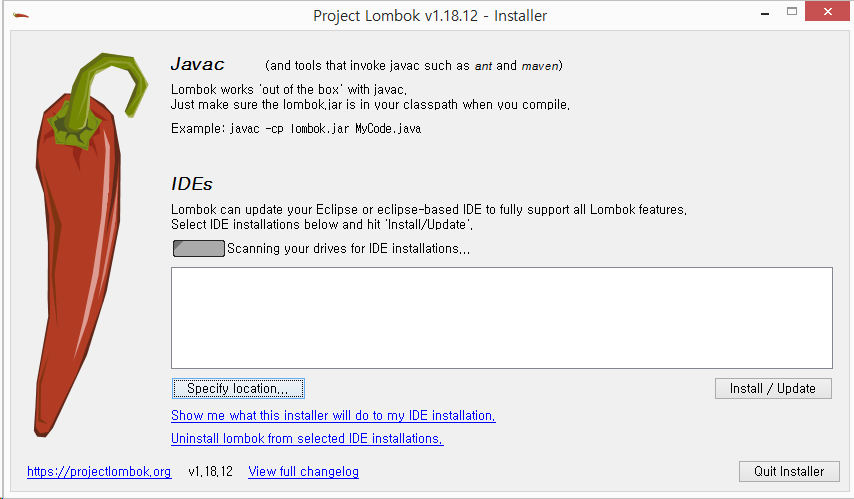 Project Lombok v1.18.12 - Installer
Javac (and tools that invoke javac such as ant and maven)
Lombok works 'out of the box' with javac.
Just make sure the lombok.jar is in your classpath when you compile.
Example: javac -cp lombok.jar MyCode.java
IDEs
Lombok can update your Eclipse or eclipse-based IDE to fully support all Lombok features.
Select IDE installations below and hit 'Install/Update'.
Scanning your drives for IDE installations...
Specify location...
Install / Update
Show me what this installer will do to my IDE installation.
Uninstall lombok from selected IDE installations.
https://projectlombok.org v1.18.12 View full changelog
Quit Installer